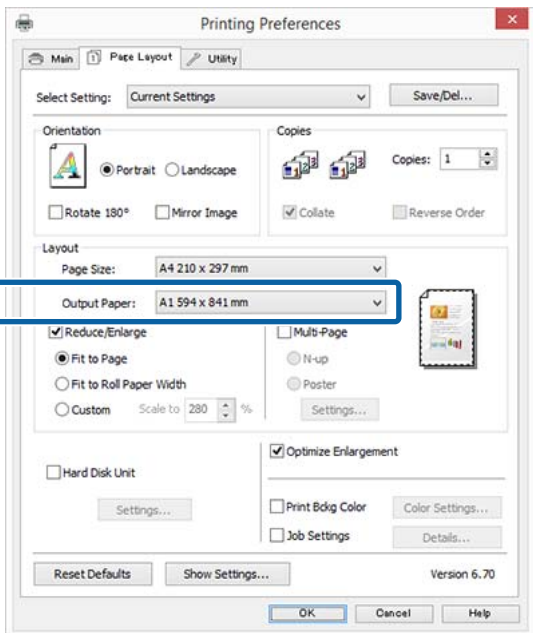 Printing Preferences
Main Page Layout Utility
Select Setting: Current Settings Save/Del...
Orientation Copies
Portrait Landscape Copies: 1
Rotate 180° Mirror Image Collate Reverse Order
Layout
Page Size: A4 210 x 297 mm
Output Paper: A1 594 x 841 mm
Reduce/Enlarge Multi-Page
Fit to Page N-up
Fit to Roll Paper Width Poster
Custom Scale to 280 % Settings...
Optimize Enlargement
Hard Disk Unit
Settings... Print Bckg Color Color Settings...
Job Settings Details...
Reset Defaults Show Settings... Version 6.70
OK Cancel Help